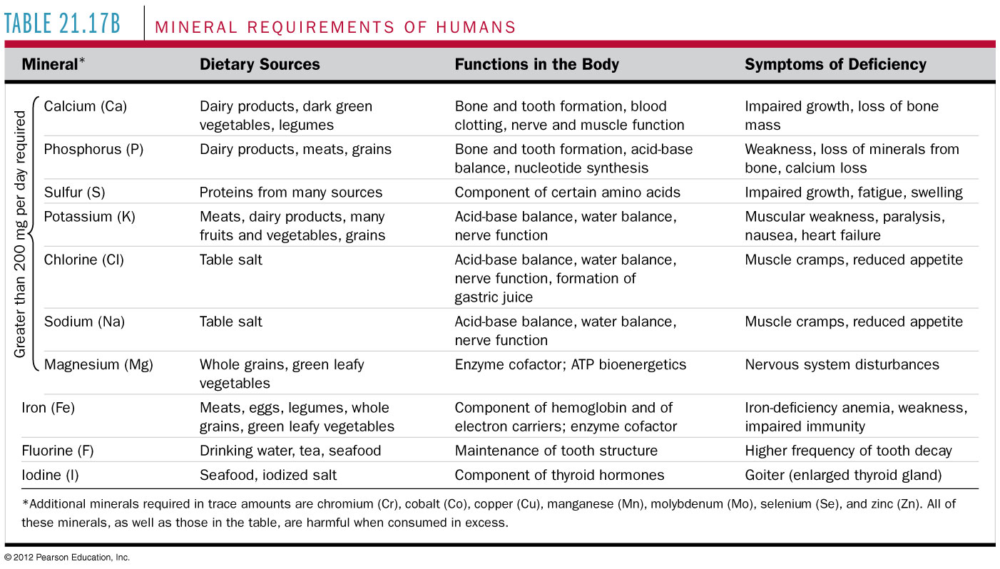 TABLE 21.17B MINERAL REQUIREMENTS OF HUMANS
Mineral* Dietary Sources Functions in the Body Symptoms of Deficiency
Greater than 200 mg per day required
Calcium (Ca) Dairy products, dark green Bone and tooth formation, blood Impaired growth, loss of bone
vegetables, legumes clotting, nerve and muscle function mass
Phosphorus (P) Dairy products, meats, grains Bone and tooth formation, acid-base Weakness, loss of minerals from
balance, nucleotide synthesis bone, calcium loss
Sulfur (S) Proteins from many sources Component of certain amino acids Impaired growth, fatigue, swelling
Potassium (K) Meats, dairy products, many Acid-base balance, water balance, Muscular weakness, paralysis,
fruits and vegetables, grains nerve function nausea, heart failure
Chlorine (Cl) Table salt Acid-base balance, water balance, Muscle cramps, reduced appetite
nerve function, formation of
gastric juice
Sodium (Na) Table salt Acid-base balance, water balance, Muscle cramps, reduced appetite
nerve function
Magnesium (Mg) Whole grains, green leafy Enzyme cofactor; ATP bioenergetics Nervous system disturbances
vegetables
Iron (Fe) Meats, eggs, legumes, whole Component of hemoglobin and of Iron-deficiency anemia, weakness,
grains, green leafy vegetables electron carriers; enzyme cofactor impaired immunity
Fluorine (F) Drinking water, tea, seafood Maintenance of tooth structure Higher frequency of tooth decay
Iodine (I) Seafood, iodized salt Component of thyroid hormones Goiter (enlarged thyroid gland)
*Additional minerals required in trace amounts are chromium (Cr), cobalt (Co), copper (Cu), manganese (Mn), molybdenum (Mo), selenium (Se), and zinc (Zn). All of
these minerals, as well as those in the table, are harmful when consumed in excess.
© 2012 Pearson Education, Inc.